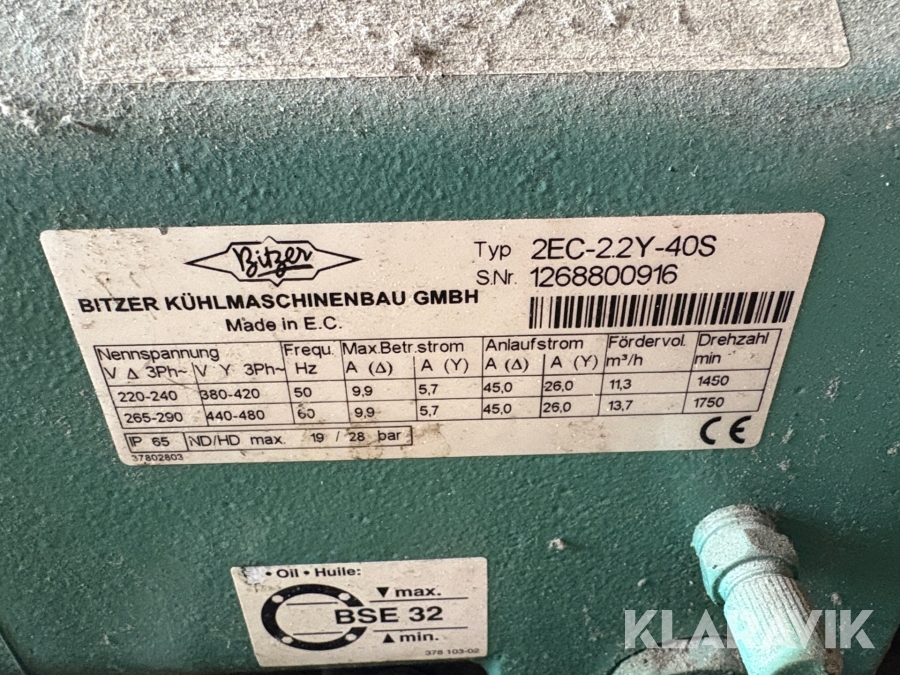 Bitzer
Typ 2EC-2.2Y-40S
S.Nr. 1268800916
BITZER KÜHLMASCHINENBAU GMBH
Made in E.C.
Nennspannung Frequ. Max.Betr.strom Anlaufstrom Fördervol. Drehzahl
V Δ 3Ph~ V Y 3Ph~ Hz A (Δ) A (Y) A (Δ) A (Y) m³/h min
220-240 380-420 50 9,9 5,7 45,0 26,0 11,3 1450
265-290 440-480 60 9,9 5,7 45,0 26,0 13,7 1750
IP 65 ND/HD max. 19 / 28 bar
CE
37802803
• Oil • Huile:
▼ max.
BSE 32
▲ min.
378 103-02
KLARAVIK